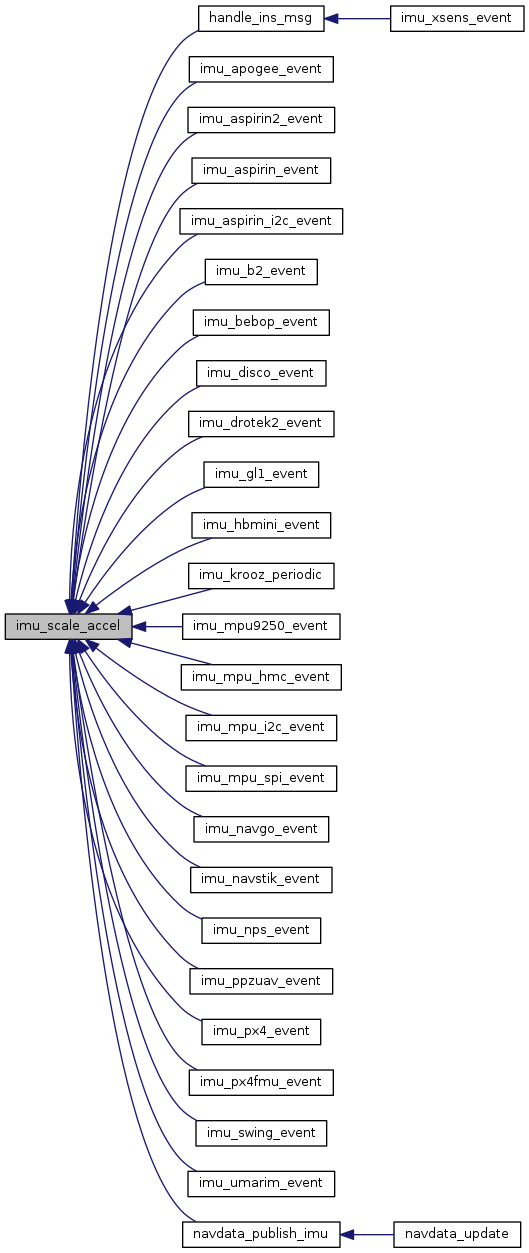 handle_ins_msg
imu_xsens_event
imu_apogee_event
imu_aspirin2_event
imu_aspirin_event
imu_aspirin_i2c_event
imu_b2_event
imu_bebop_event
imu_disco_event
imu_drotek2_event
imu_gl1_event
imu_hbmini_event
imu_krooz_periodic
imu_scale_accel
imu_mpu9250_event
imu_mpu_hmc_event
imu_mpu_i2c_event
imu_mpu_spi_event
imu_navgo_event
imu_navstik_event
imu_nps_event
imu_ppzuav_event
imu_px4_event
imu_px4fmu_event
imu_swing_event
imu_umarim_event
navdata_publish_imu
navdata_update